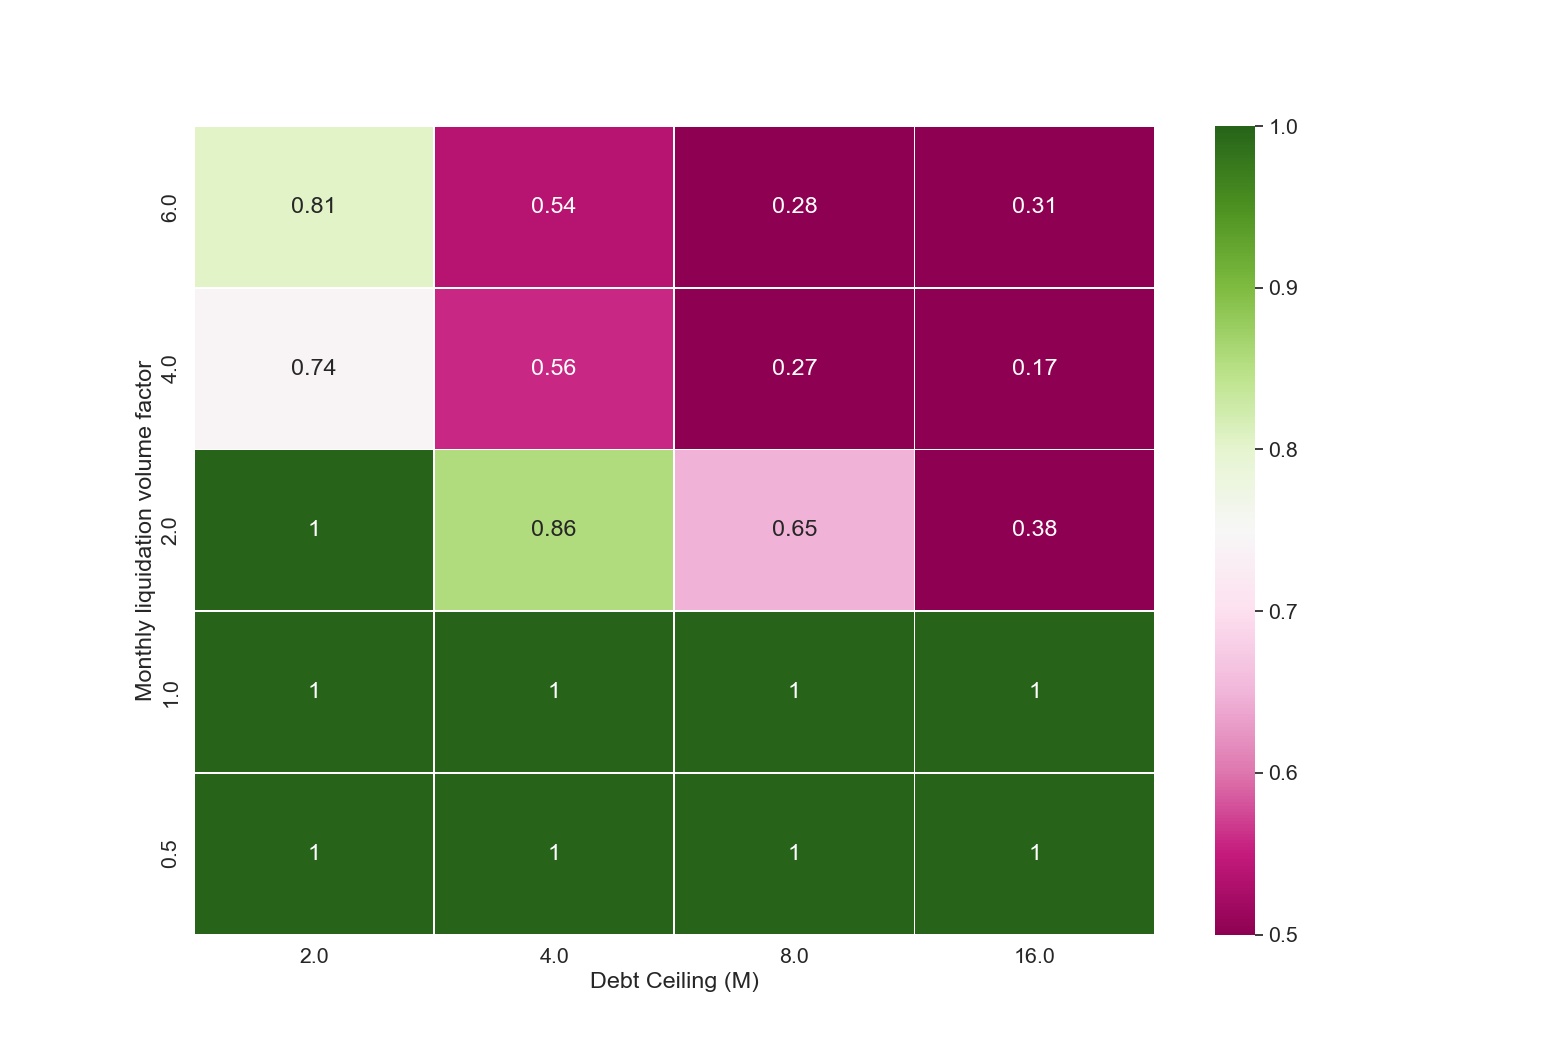 1.0
6.0 0.81 0.54 0.28 0.31
0.9
4.0 0.74 0.56 0.27 0.17
0.8
Monthly liquidation volume factor
2.0 1 0.86 0.65 0.38
0.7
1.0 1 1 1 1
0.6
0.5 1 1 1 1
0.5
2.0 4.0 8.0 16.0
Debt Ceiling (M)